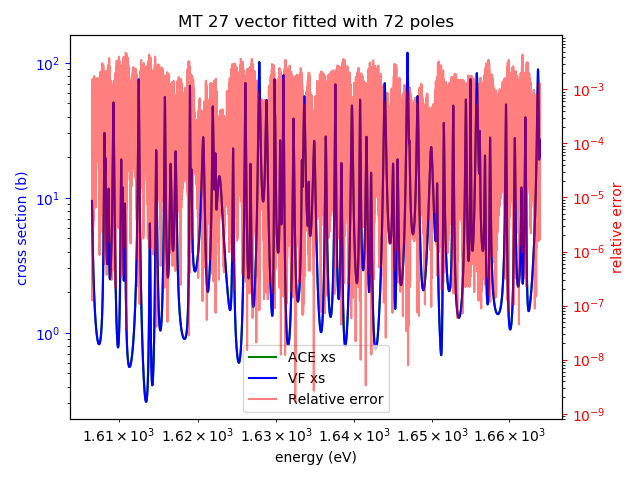 MT 27 vector fitted with 72 poles
10²
10¹
10⁰
cross section (b)
10⁻³
10⁻⁴
10⁻⁵
10⁻⁶
10⁻⁷
10⁻⁸
10⁻⁹
relative error
ACE xs
VF xs
Relative error
1.61 × 10³ 1.62 × 10³ 1.63 × 10³ 1.64 × 10³ 1.65 × 10³ 1.66 × 10³
energy (eV)